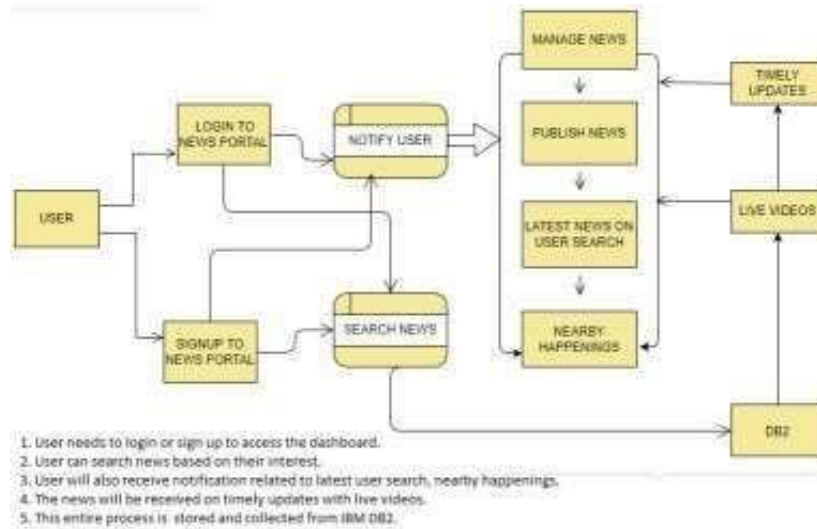 MANAGE NEWS
TIMELY
UPDATES
LOGIN TO
NEWS PORTAL
NOTIFY USER
PUBLISH NEWS
USER
LIVE VIDEOS
LATEST NEWS ON
USER SEARCH
SIGNUP TO
NEWS PORTAL
SEARCH NEWS
NEARBY
HAPPENINGS
DB2
1. User needs to login or sign up to access the dashboard.
2. User can search news based on their interest.
3. User will also receive notification related to latest user search, nearby happenings.
4. The news will be received on timely updates with live videos.
5. This entire process is stored and collected from IBM DB2.